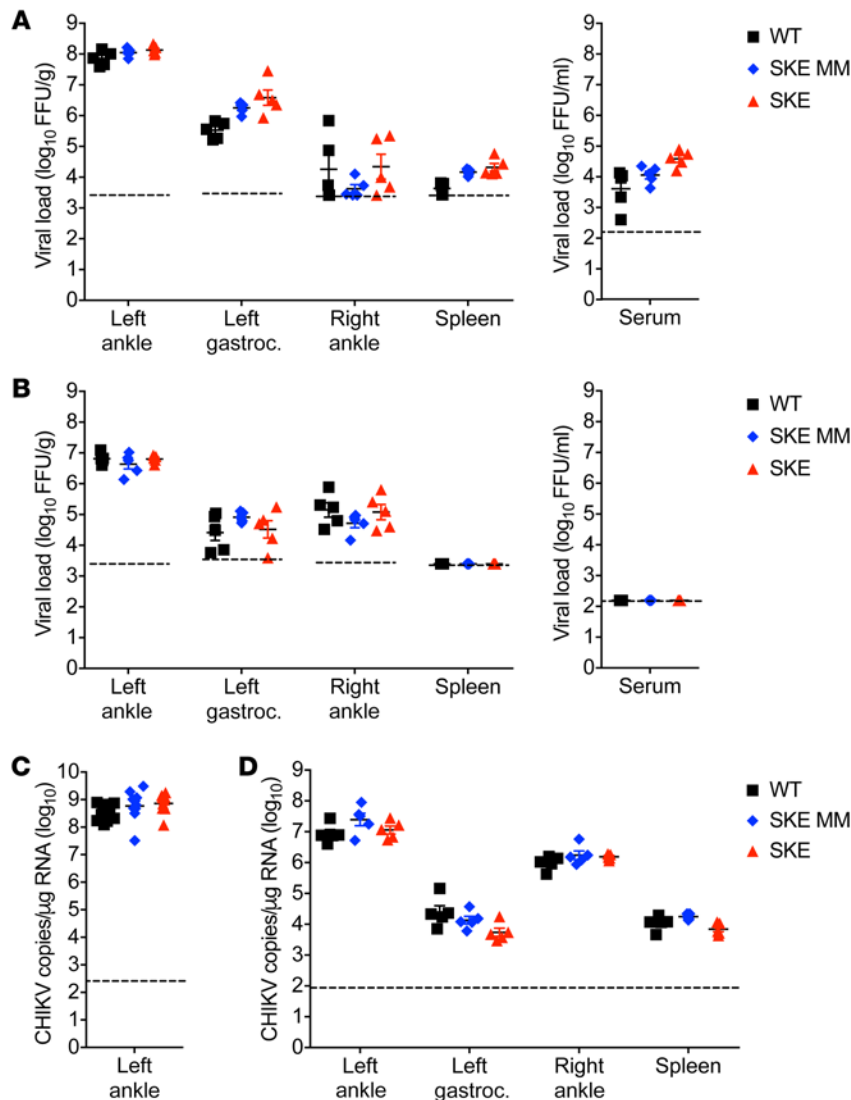 A
Viral load (log10 FFU/g)
9
8
7
6
5
4
3
2
1
0
Left ankle
Left gastroc.
Right ankle
Spleen
Viral load (log10 FFU/ml)
9
8
7
6
5
4
3
2
1
0
Serum
WT
SKE MM
SKE
B
Viral load (log10 FFU/g)
9
8
7
6
5
4
3
2
1
0
Left ankle
Left gastroc.
Right ankle
Spleen
Viral load (log10 FFU/ml)
9
8
7
6
5
4
3
2
1
0
Serum
WT
SKE MM
SKE
C
CHIKV copies/µg RNA (log10)
10
9
8
7
6
5
4
3
2
1
0
Left ankle
D
CHIKV copies/µg RNA (log10)
9
8
7
6
5
4
3
2
1
0
Left ankle
Left gastroc.
Right ankle
Spleen
WT
SKE MM
SKE